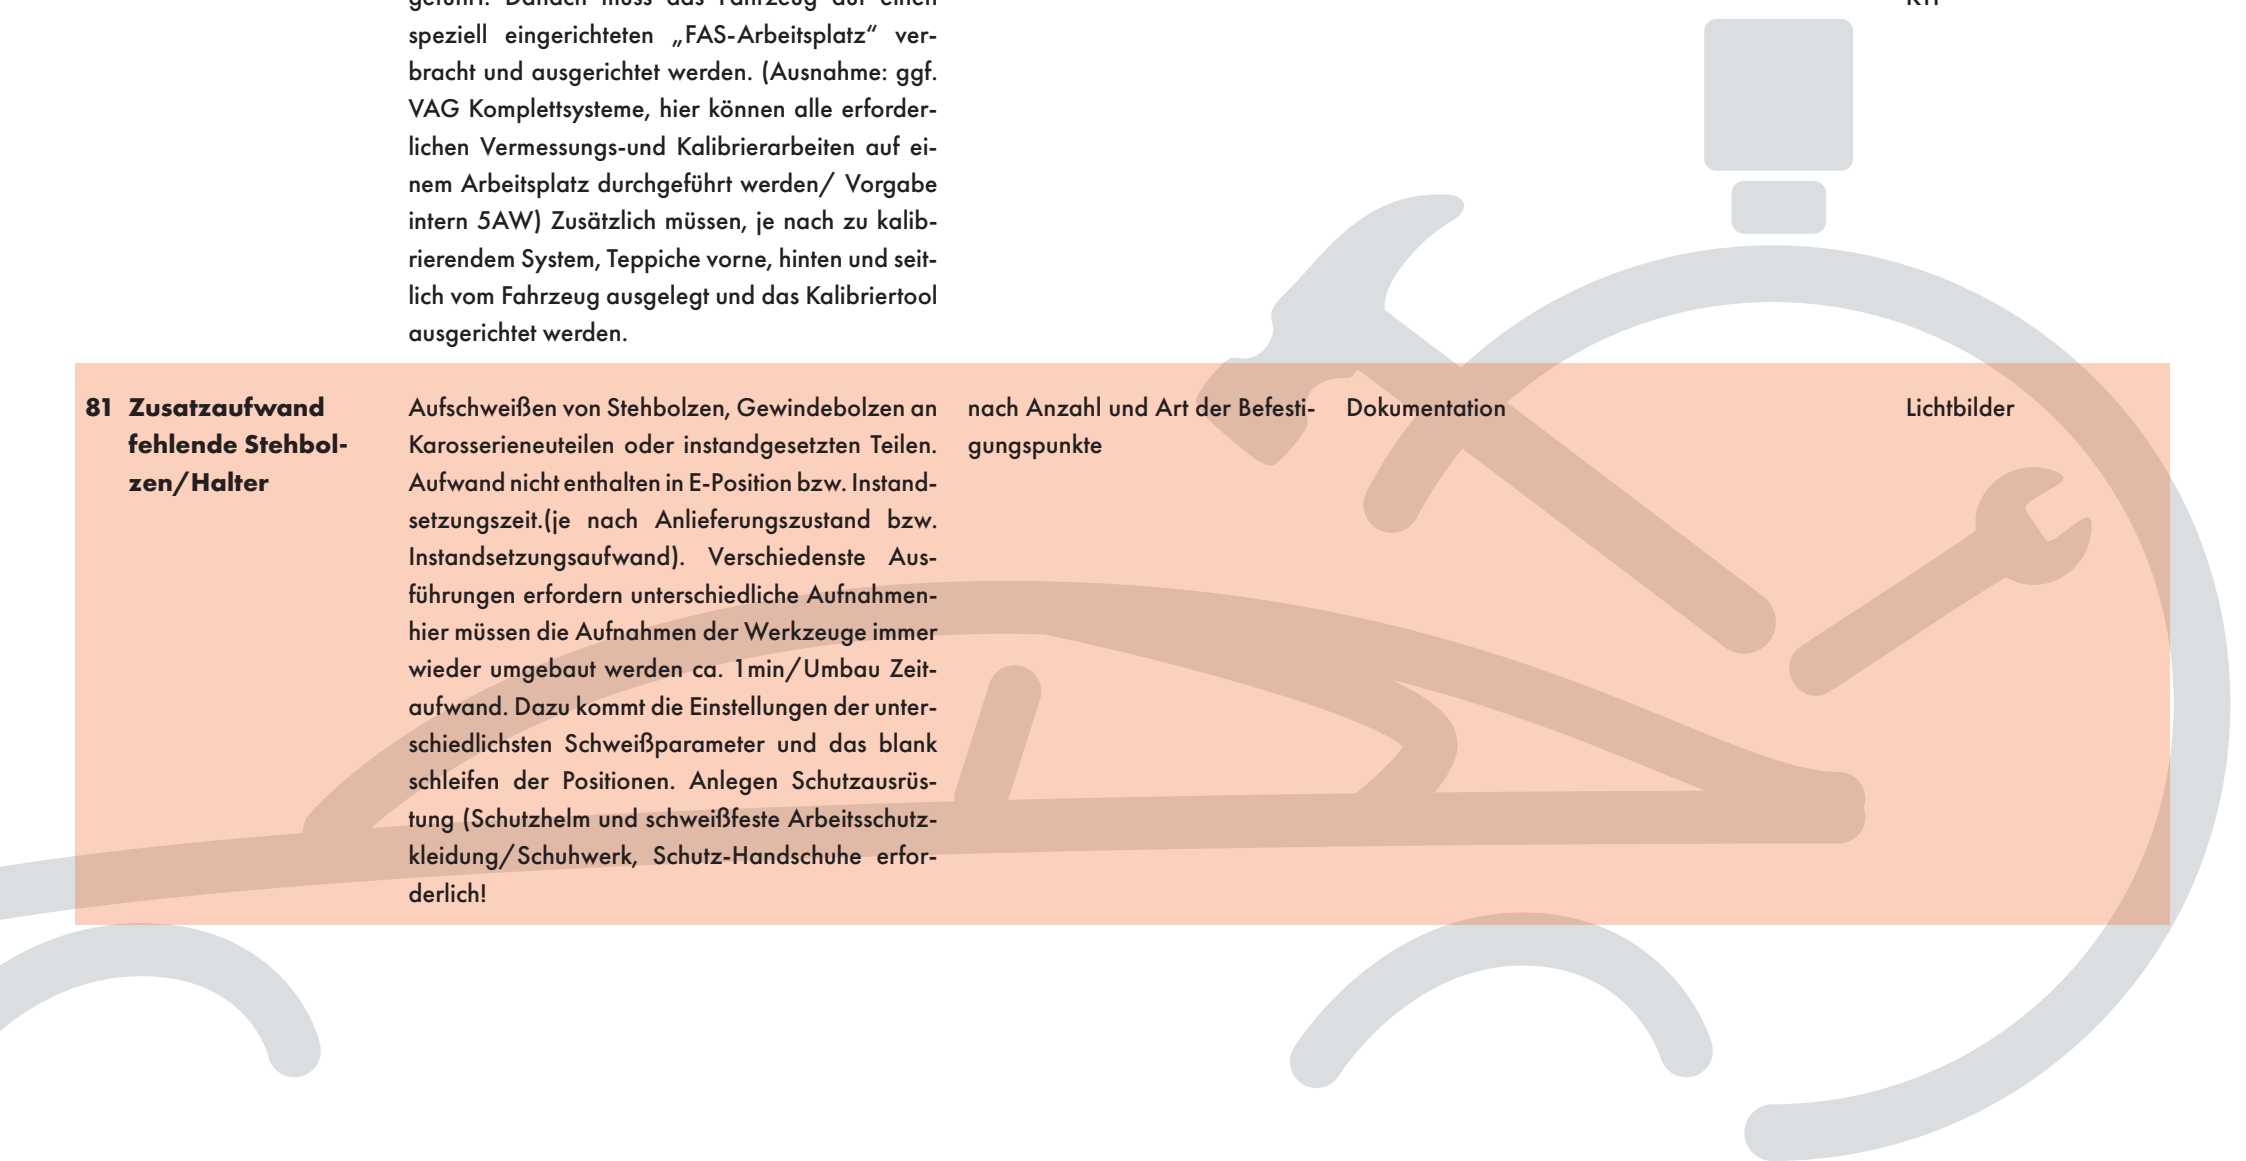 geführt. Danach muss das Fahrzeug auf einen
speziell eingerichteten „FAS-Arbeitsplatz“ ver-
bracht und ausgerichtet werden. (Ausnahme: ggf.
VAG Komplettsysteme, hier können alle erforder-
lichen Vermessungs-und Kalibrierarbeiten auf ei-
nem Arbeitsplatz durchgeführt werden/ Vorgabe
intern 5AW) Zusätzlich müssen, je nach zu kalib-
rierendem System, Teppiche vorne, hinten und seit-
lich vom Fahrzeug ausgelegt und das Kalibriertool
ausgerichtet werden.
81 Zusatzaufwand
fehlende Stehbol-
zen/Halter
Aufschweißen von Stehbolzen, Gewindebolzen an
Karosserieneuteilen oder instandgesetzten Teilen.
Aufwand nicht enthalten in E-Position bzw. Instand-
setzungszeit.(je nach Anlieferungszustand bzw.
Instandsetzungsaufwand). Verschiedenste Aus-
führungen erfordern unterschiedliche Aufnahmen-
hier müssen die Aufnahmen der Werkzeuge immer
wieder umgebaut werden ca. 1min/Umbau Zeit-
aufwand. Dazu kommt die Einstellungen der unter-
schiedlichsten Schweißparameter und das blank
schleifen der Positionen. Anlegen Schutzausrüs-
tung (Schutzhelm und schweißfeste Arbeitsschutz-
kleidung/Schuhwerk, Schutz-Handschuhe erfor-
derlich!
nach Anzahl und Art der Befesti-
gungspunkte
Dokumentation
Lichtbilder